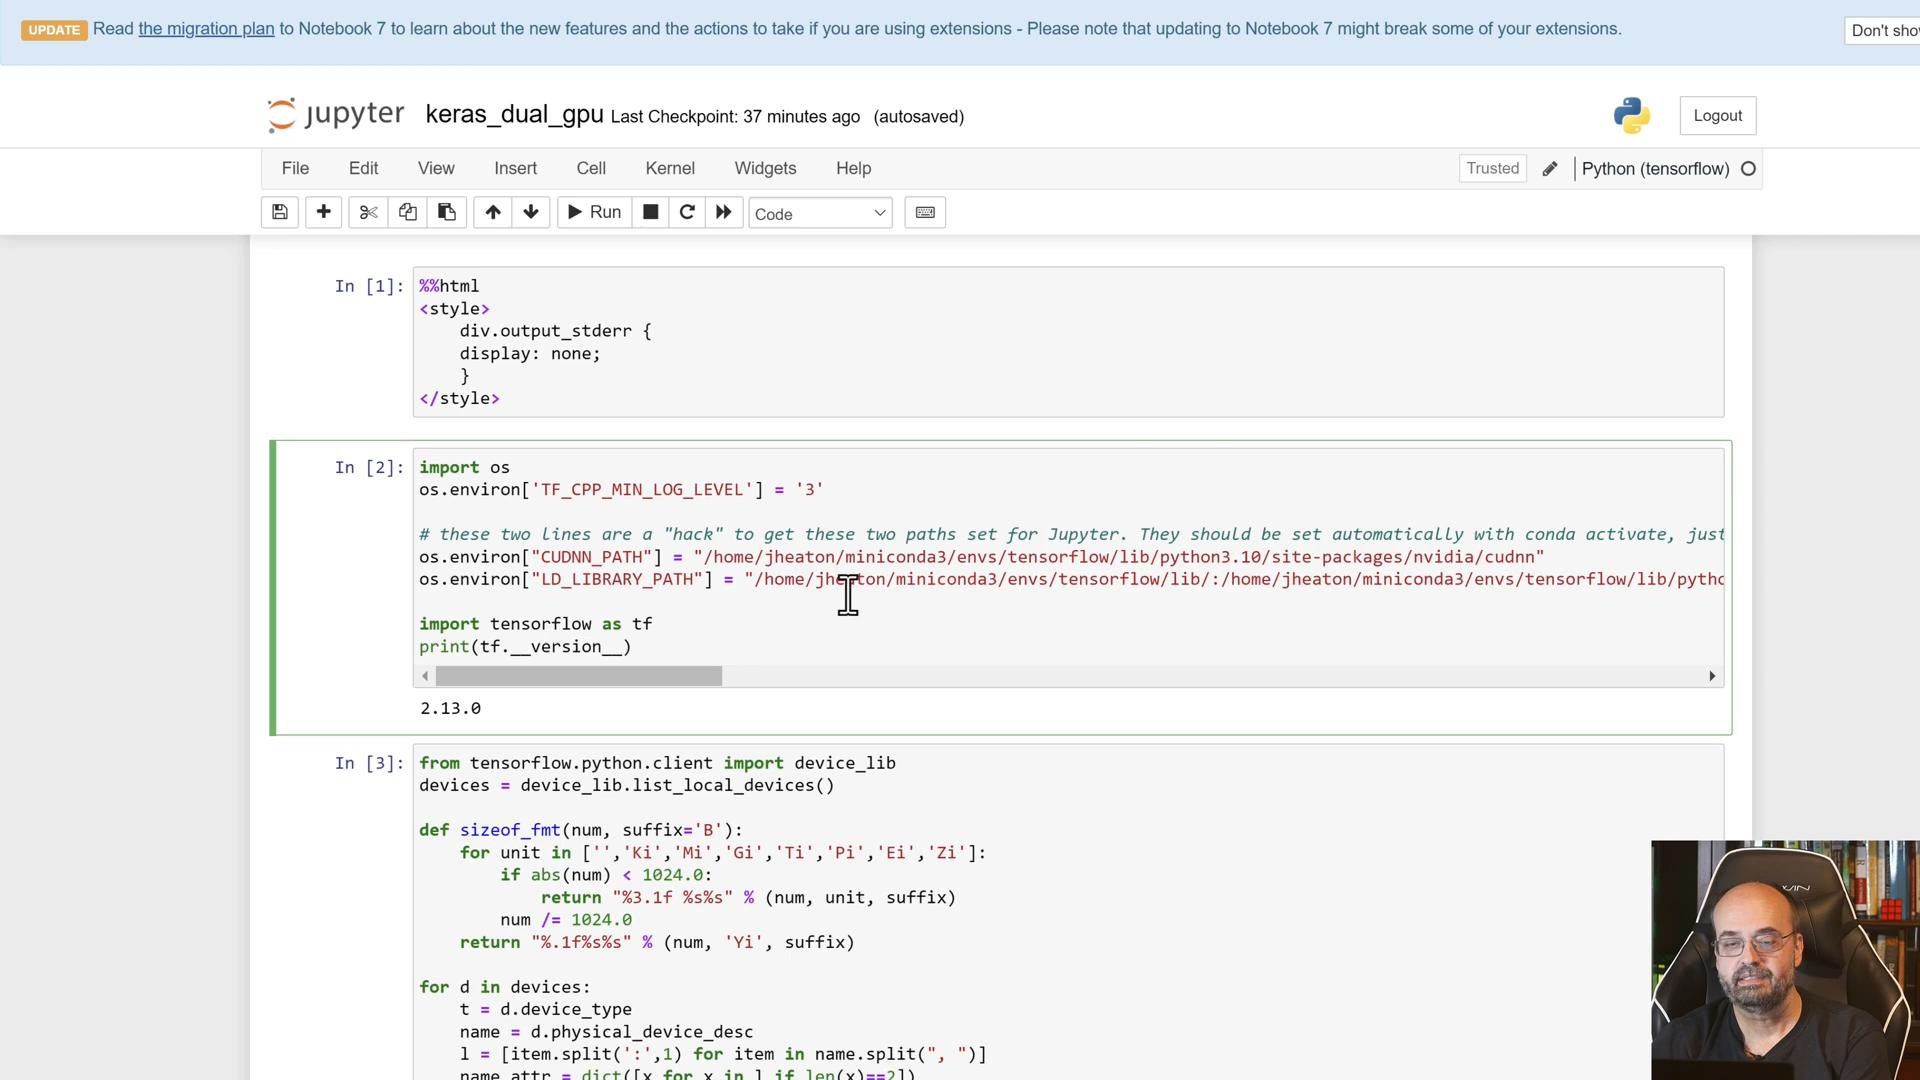 UPDATE Read the migration plan to Notebook 7 to learn about the new features and the actions to take if you are using extensions - Please note that updating to Notebook 7 might break some of your extensions.
Don't sho
jupyter keras_dual_gpu Last Checkpoint: 37 minutes ago (autosaved)
Logout
File Edit View Insert Cell Kernel Widgets Help
Trusted Python (tensorflow)
Run Code
In [1]: %%html
<style>
    div.output_stderr {
    display: none;
    }
</style>
In [2]: import os
os.environ['TF_CPP_MIN_LOG_LEVEL'] = '3'
# these two lines are a "hack" to get these two paths set for Jupyter. They should be set automatically with conda activate, just
os.environ["CUDNN_PATH"] = "/home/jheaton/miniconda3/envs/tensorflow/lib/python3.10/site-packages/nvidia/cudnn"
os.environ["LD_LIBRARY_PATH"] = "/home/jheaton/miniconda3/envs/tensorflow/lib/:/home/jheaton/miniconda3/envs/tensorflow/lib/pytho
import tensorflow as tf
print(tf.__version__)
2.13.0
In [3]: from tensorflow.python.client import device_lib
devices = device_lib.list_local_devices()
def sizeof_fmt(num, suffix='B'):
    for unit in ['','Ki','Mi','Gi','Ti','Pi','Ei','Zi']:
        if abs(num) < 1024.0:
            return "%3.1f %s%s" % (num, unit, suffix)
        num /= 1024.0
    return "%.1f%s%s" % (num, 'Yi', suffix)
for d in devices:
    t = d.device_type
    name = d.physical_device_desc
    l = [item.split(':',1) for item in name.split(", ")]
    name_attr = dict([x for x in l if len(x)==2])